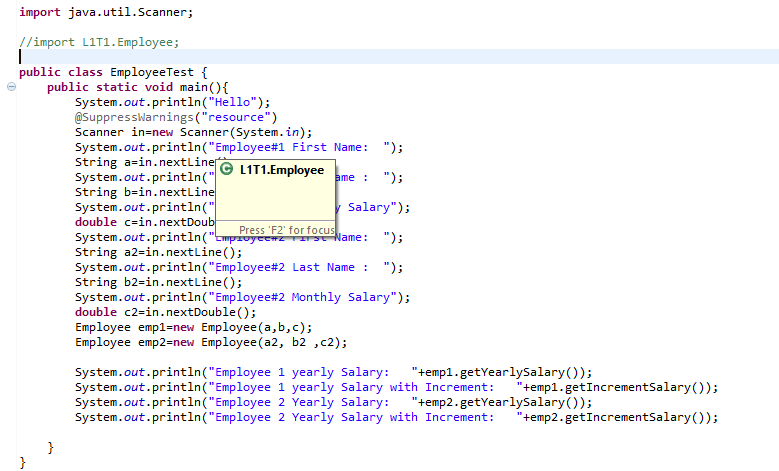 import java.util.Scanner;
//import L1T1.Employee;
public class EmployeeTest {
public static void main(){
System.out.println("Hello");
@SuppressWarnings("resource")
Scanner in=new Scanner(System.in);
System.out.println("Employee#1 First Name:  ");
String a=in.nextLine()
System.out.println(" ame :  ");
String b=in.nextLine
System.out.println(" y Salary");
double c=in.nextDoub
System.out.println("Employee#2 First Name:  ");
String a2=in.nextLine();
System.out.println("Employee#2 Last Name :  ");
String b2=in.nextLine();
System.out.println("Employee#2 Monthly Salary");
double c2=in.nextDouble();
Employee emp1=new Employee(a,b,c);
Employee emp2=new Employee(a2, b2 ,c2);
System.out.println("Employee 1 yearly Salary:   "+emp1.getYearlySalary());
System.out.println("Employee 1 yearly Salary with Increment:   "+emp1.getIncrementSalary());
System.out.println("Employee 2 Yearly Salary:   "+emp2.getYearlySalary());
System.out.println("Employee 2 Yearly Salary with Increment:   "+emp2.getIncrementSalary());
}
}
L1T1.Employee
Press 'F2' for focus